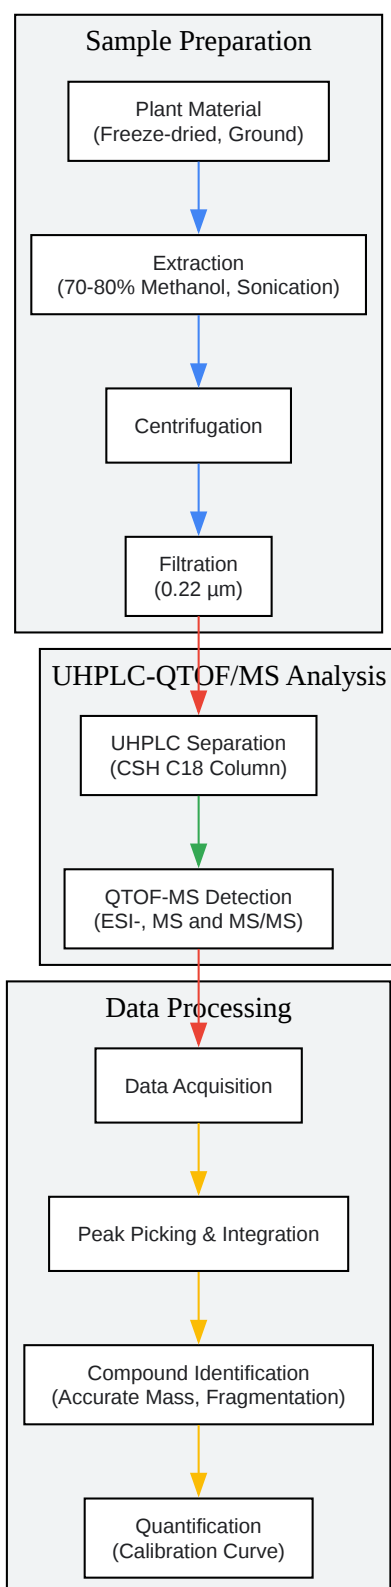 Sample Preparation
Plant Material
(Freeze-dried, Ground)
Extraction
(70-80% Methanol, Sonication)
Centrifugation
Filtration
(0.22 µm)
UHPLC-QTOF/MS Analysis
UHPLC Separation
(CSH C18 Column)
QTOF-MS Detection
(ESI-, MS and MS/MS)
Data Processing
Data Acquisition
Peak Picking & Integration
Compound Identification
(Accurate Mass, Fragmentation)
Quantification
(Calibration Curve)